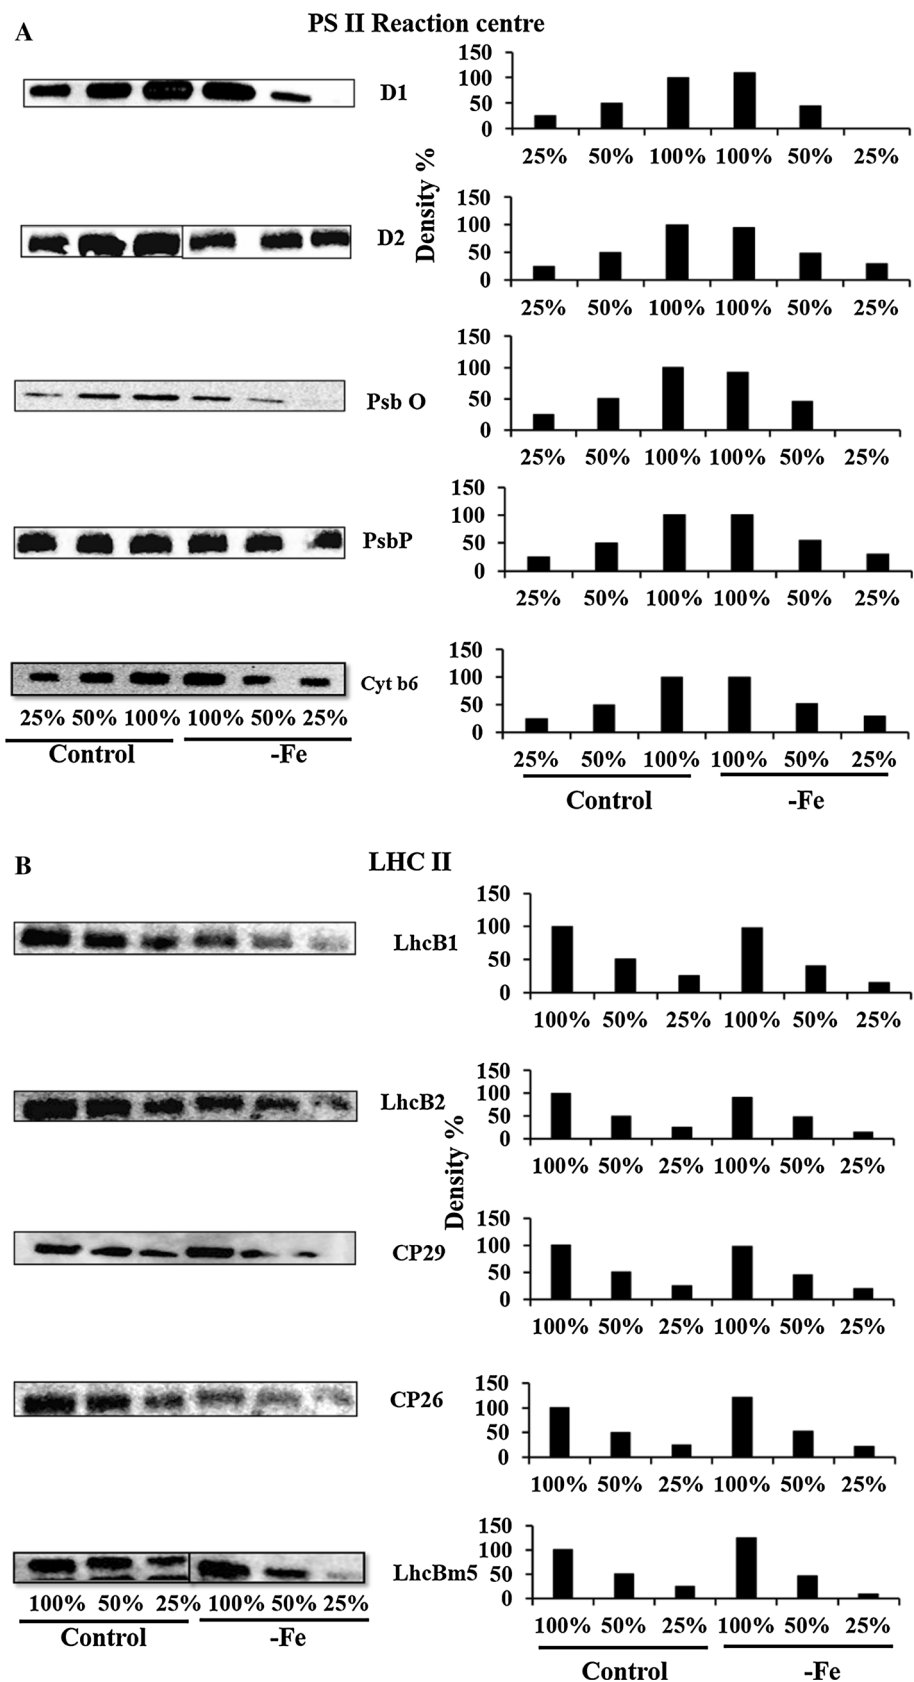 A
PS II Reaction centre
D1
150
100
50
0
25% 50% 100% 100% 50% 25%
Density %
D2
150
100
50
0
25% 50% 100% 100% 50% 25%
Psb O
150
100
50
0
25% 50% 100% 100% 50% 25%
PsbP
150
100
50
0
25% 50% 100% 100% 50% 25%
Cyt b6
25% 50% 100% 100% 50% 25%
Control -Fe
150
100
50
0
25% 50% 100% 100% 50% 25%
Control -Fe
B
LHC II
LhcB1
150
100
50
0
100% 50% 25% 100% 50% 25%
LhcB2
150
100
50
0
100% 50% 25% 100% 50% 25%
Density %
CP29
150
100
50
0
100% 50% 25% 100% 50% 25%
CP26
150
100
50
0
100% 50% 25% 100% 50% 25%
LhcBm5
100% 50% 25% 100% 50% 25%
Control -Fe
150
100
50
0
100% 50% 25% 100% 50% 25%
Control -Fe